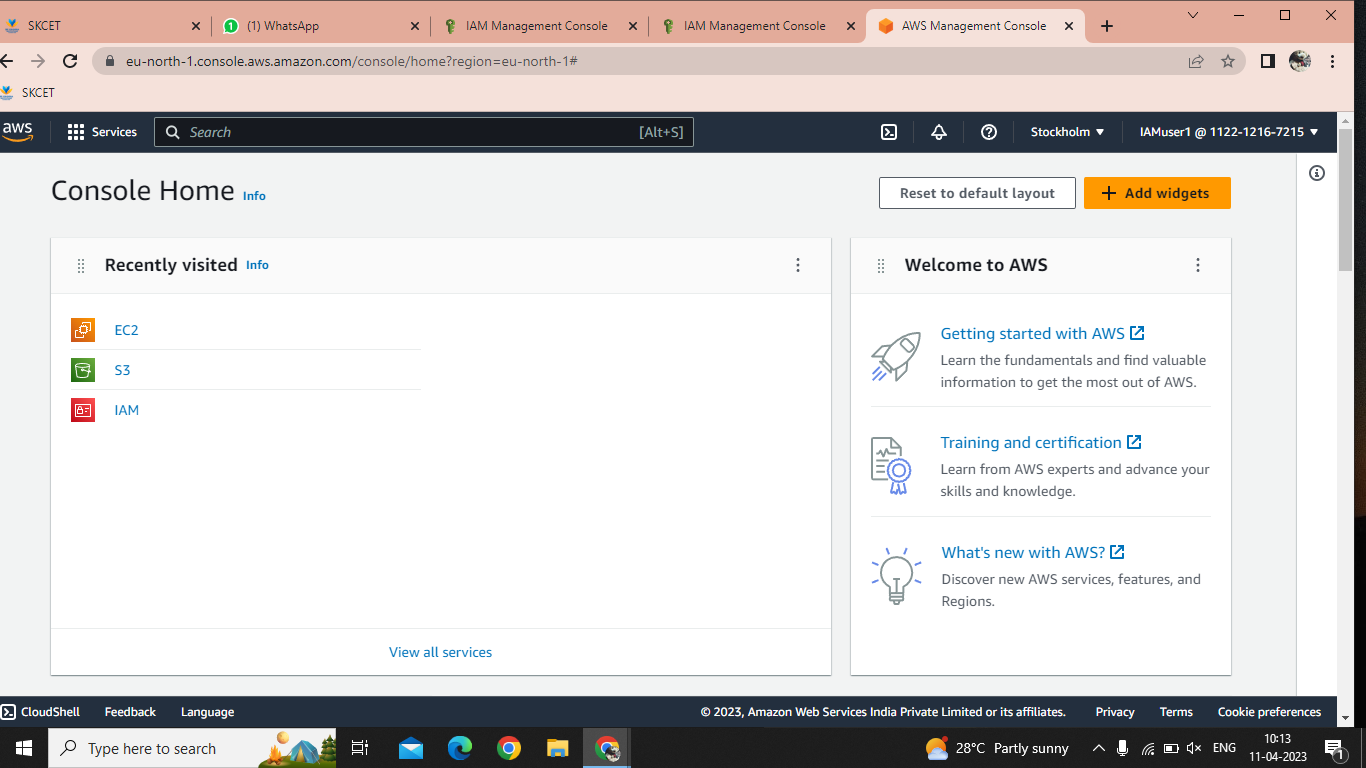 SKCET
(1) WhatsApp
IAM Management Console
IAM Management Console
AWS Management Console
eu-north-1.console.aws.amazon.com/console/home?region=eu-north-1#
SKCET
aws
Services
Search
[Alt+S]
Stockholm
IAMuser1 @ 1122-1216-7215
Console Home Info
Reset to default layout
Add widgets
Recently visited Info
EC2
S3
IAM
View all services
Welcome to AWS
Getting started with AWS
Learn the fundamentals and find valuable
information to get the most out of AWS.
Training and certification
Learn from AWS experts and advance your
skills and knowledge.
What's new with AWS?
Discover new AWS services, features, and
Regions.
CloudShell
Feedback
Language
© 2023, Amazon Web Services India Private Limited or its affiliates.
Privacy
Terms
Cookie preferences
Type here to search
28°C Partly sunny
ENG
10:13
11-04-2023
1